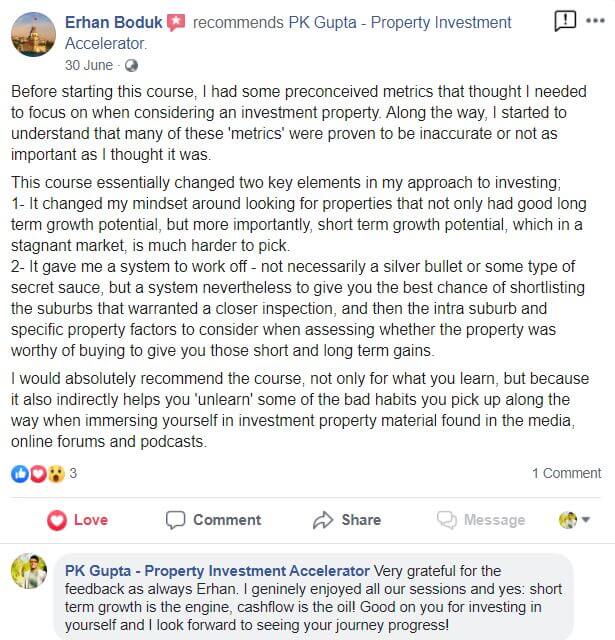 Erhan Boduk recommends PK Gupta - Property Investment
Accelerator.
30 June ·
Before starting this course, I had some preconceived metrics that thought I needed
to focus on when considering an investment property. Along the way, I started to
understand that many of these 'metrics' were proven to be inaccurate or not as
important as I thought it was.
This course essentially changed two key elements in my approach to investing;
1- It changed my mindset around looking for properties that not only had good long
term growth potential, but more importantly, short term growth potential, which in a
stagnant market, is much harder to pick.
2- It gave me a system to work off - not necessarily a silver bullet or some type of
secret sauce, but a system nevertheless to give you the best chance of shortlisting
the suburbs that warranted a closer inspection, and then the intra suburb and
specific property factors to consider when assessing whether the property was
worthy of buying to give you those short and long term gains.
I would absolutely recommend the course, not only for what you learn, but because
it also indirectly helps you 'unlearn' some of the bad habits you pick up along the
way when immersing yourself in investment property material found in the media,
online forums and podcasts.
3 1 Comment
Love Comment Share Message
PK Gupta - Property Investment Accelerator Very grateful for the
feedback as always Erhan. I geninely enjoyed all our sessions and yes: short
term growth is the engine, cashflow is the oil! Good on you for investing in
yourself and I look forward to seeing your journey progress!